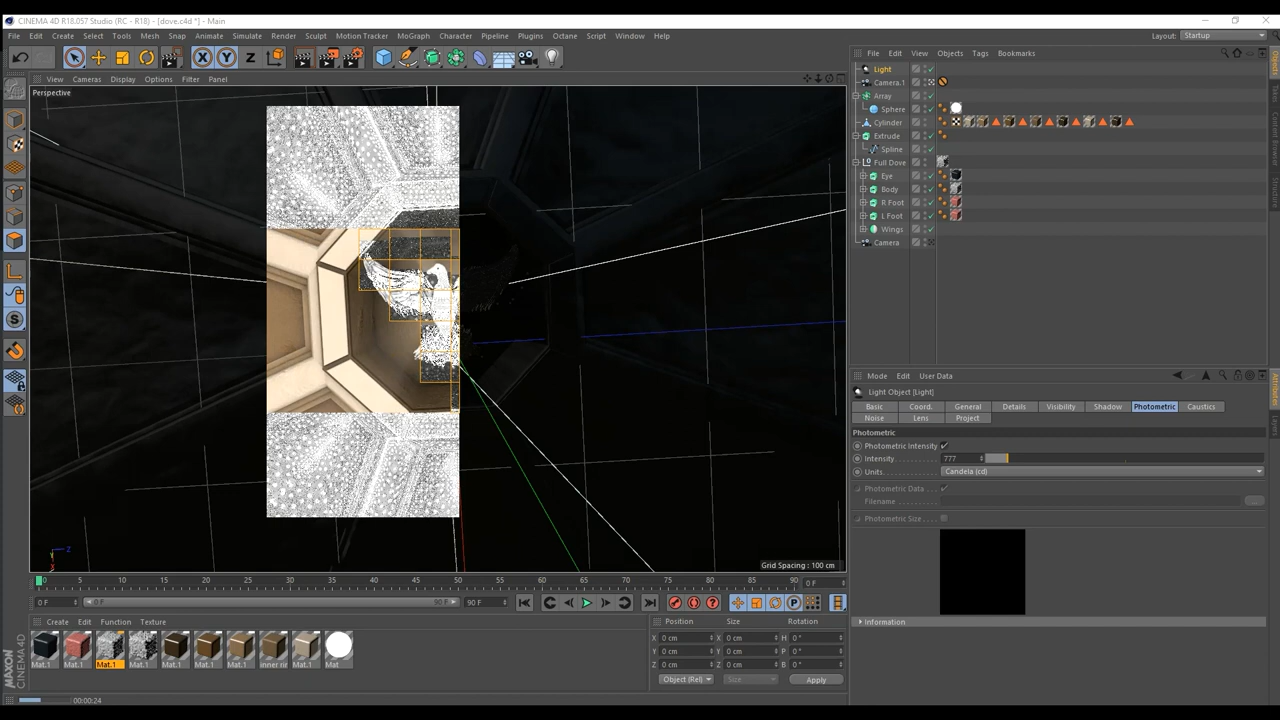 CINEMA 4D R18.057 Studio (RC - R18) - [dove.c4d *] - Main
File Edit Create Select Tools Mesh Snap Animate Simulate Render Sculpt Motion Tracker MoGraph Character Pipeline Plugins Octane Script Window Help Layout: Startup
X Y Z
View Cameras Display Options Filter Panel
Perspective
Grid Spacing : 100 cm
File Edit View Objects Tags Bookmarks
Light
Camera.1
Array
Sphere
Cylinder
Extrude
Spline
Full Dove
Eye
Body
R Foot
L Foot
Wings
Camera
Mode Edit User Data
Light Object [Light]
Basic Coord. General Details Visibility Shadow Photometric Caustics
Noise Lens Project
Photometric
Photometric Intensity
Intensity 777
Units Candela (cd)
Photometric Data
Filename
Photometric Size
Information
0 5 10 15 20 25 30 35 40 45 50 55 60 65 70 75 80 85 90 0 F
0 F 0 F 90 F 90 F
Create Edit Function Texture
Mat.1 Mat.1 Mat.1 Mat.1 Mat.1 Mat.1 Mat.1 inner rir Mat.1 Mat
Position Size Rotation
X 0 cm X 0 cm H 0 °
Y 0 cm Y 0 cm P 0 °
Z 0 cm Z 0 cm B 0 °
Object (Rel) Size Apply
MAXON CINEMA 4D
00:00:24